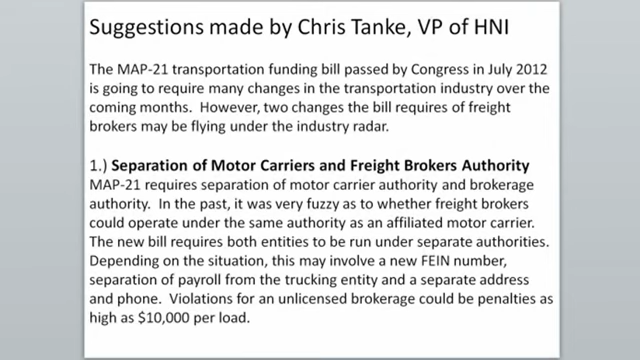 Suggestions made by Chris Tanke, VP of HNI
The MAP-21 transportation funding bill passed by Congress in July 2012
is going to require many changes in the transportation industry over the
coming months.  However, two changes the bill requires of freight
brokers may be flying under the industry radar.
1.) Separation of Motor Carriers and Freight Brokers Authority
MAP-21 requires separation of motor carrier authority and brokerage
authority.  In the past, it was very fuzzy as to whether freight brokers
could operate under the same authority as an affiliated motor carrier.
The new bill requires both entities to be run under separate authorities.
Depending on the situation, this may involve a new FEIN number,
separation of payroll from the trucking entity and a separate address
and phone.  Violations for an unlicensed brokerage could be penalties as
high as $10,000 per load.